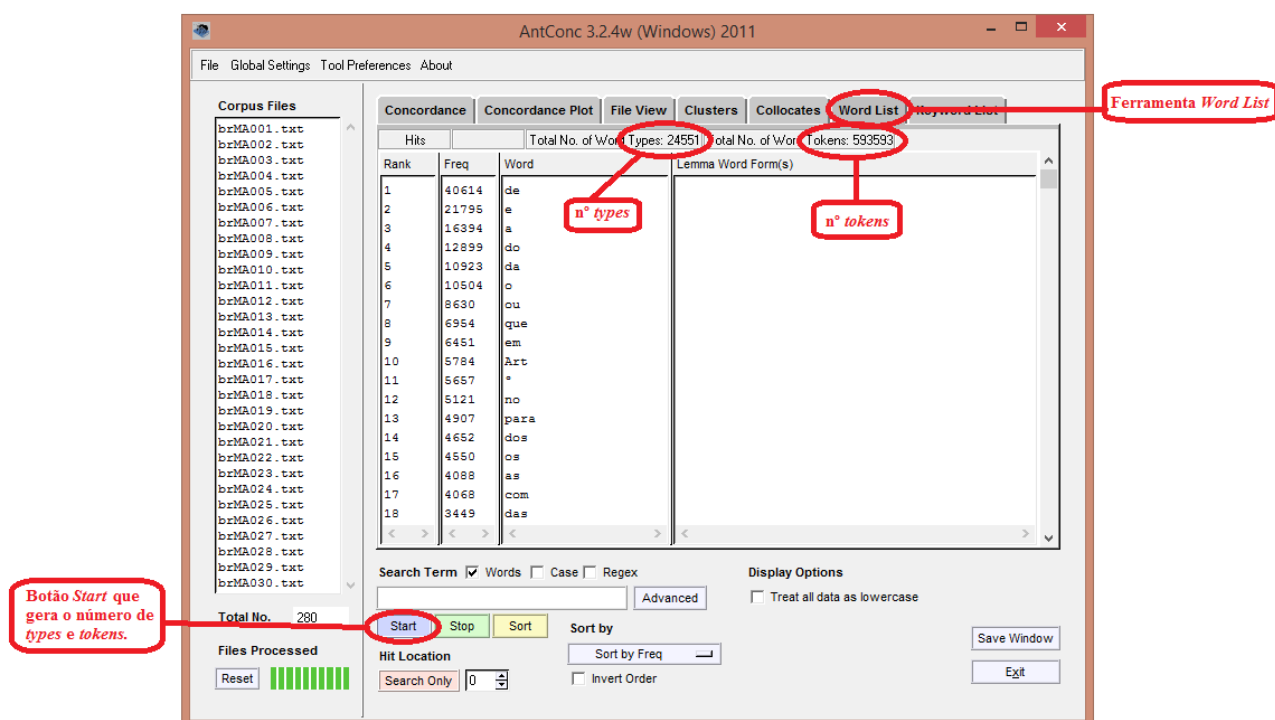 AntConc 3.2.4w (Windows) 2011
File Global Settings Tool Preferences About
Corpus Files
brMA001.txt
brMA002.txt
brMA003.txt
brMA004.txt
brMA005.txt
brMA006.txt
brMA007.txt
brMA008.txt
brMA009.txt
brMA010.txt
brMA011.txt
brMA012.txt
brMA013.txt
brMA014.txt
brMA015.txt
brMA016.txt
brMA017.txt
brMA018.txt
brMA019.txt
brMA020.txt
brMA021.txt
brMA022.txt
brMA023.txt
brMA024.txt
brMA025.txt
brMA026.txt
brMA027.txt
brMA028.txt
brMA029.txt
brMA030.txt
Total No. 280
Files Processed
Reset
Concordance Concordance Plot File View Clusters Collocates Word List Keyword List
Ferramenta Word List
Hits Total No. of Word Types: 24551 Total No. of Word Tokens: 593593
Rank Freq Word Lemma Word Form(s)
1 40614 de
2 21795 e
3 16394 a
4 12899 do
5 10923 da
6 10504 o
7 8630 ou
8 6954 que
9 6451 em
10 5784 Art
11 5657 °
12 5121 no
13 4907 para
14 4652 dos
15 4550 os
16 4088 as
17 4068 com
18 3449 das
n° types
n° tokens
Search Term Words Case Regex Display Options
Advanced Treat all data as lowercase
Start Stop Sort Sort by
Sort by Freq
Hit Location
Search Only 0 Invert Order
Save Window
Exit
Botão Start que
gera o número de
types e tokens.